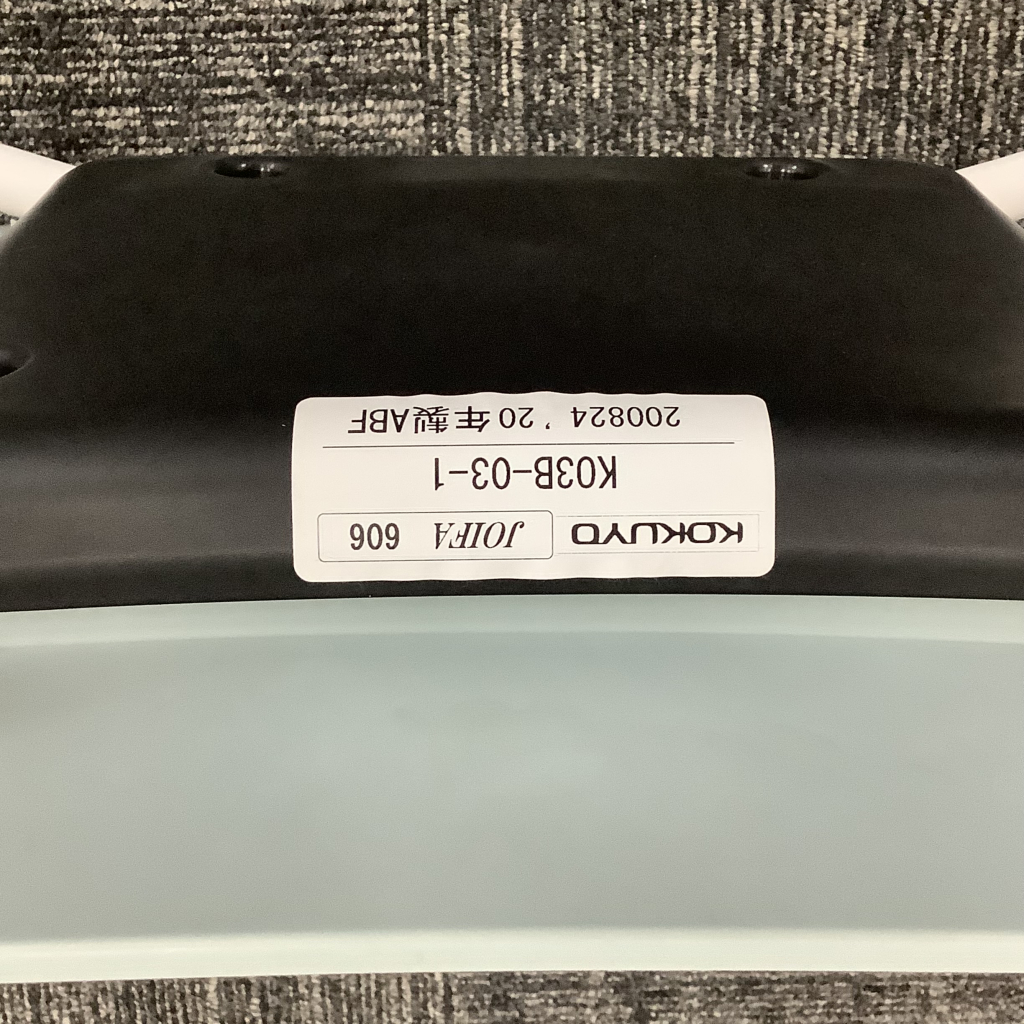 KOKUYO JOIFA 606
K03B-03-1
200824 '20年製ABF